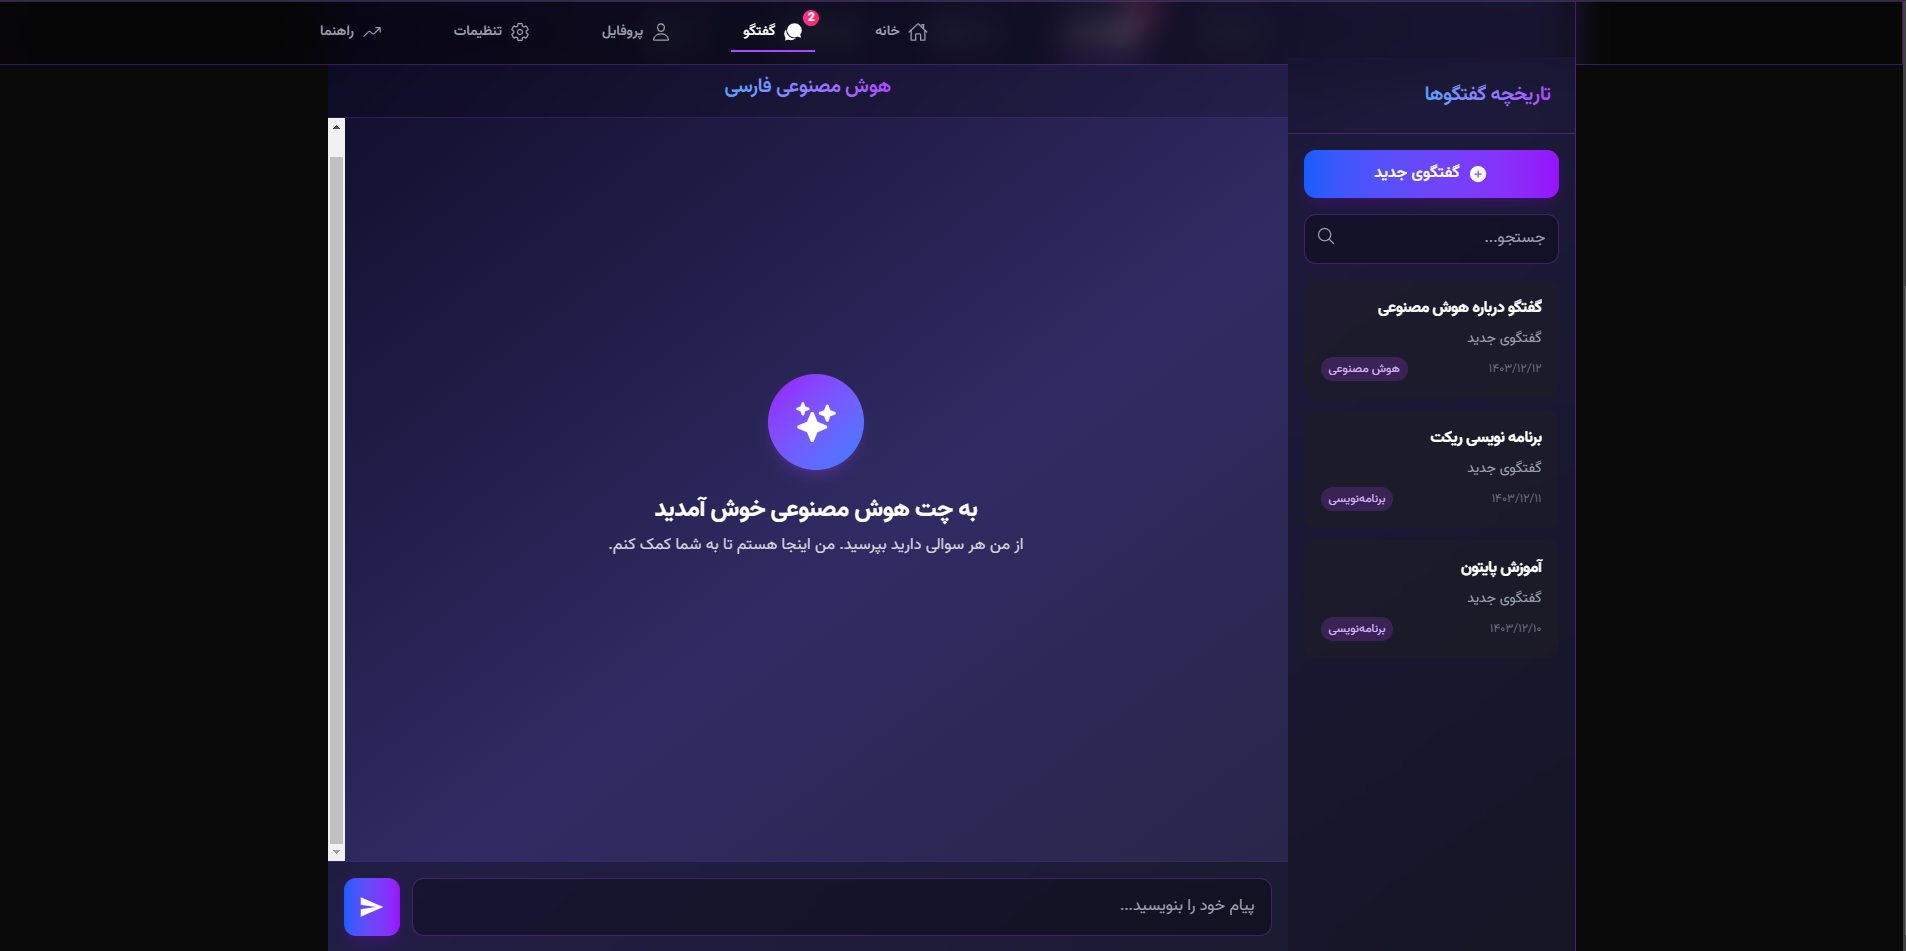 خانه
گفتگو
2
پروفایل
تنظیمات
راهنما
تاریخچه گفتگوها
گفتگوی جدید
جستجو...
گفتگو درباره هوش مصنوعی
گفتگوی جدید
۱۴۰۳/۱۲/۱۲
هوش مصنوعی
برنامه نویسی ریکت
گفتگوی جدید
۱۴۰۳/۱۲/۱۱
برنامه‌نویسی
آموزش پایتون
گفتگوی جدید
۱۴۰۳/۱۲/۱۰
برنامه‌نویسی
هوش مصنوعی فارسی
به چت هوش مصنوعی خوش آمدید
از من هر سوالی دارید بپرسید. من اینجا هستم تا به شما کمک کنم.
پیام خود را بنویسید...